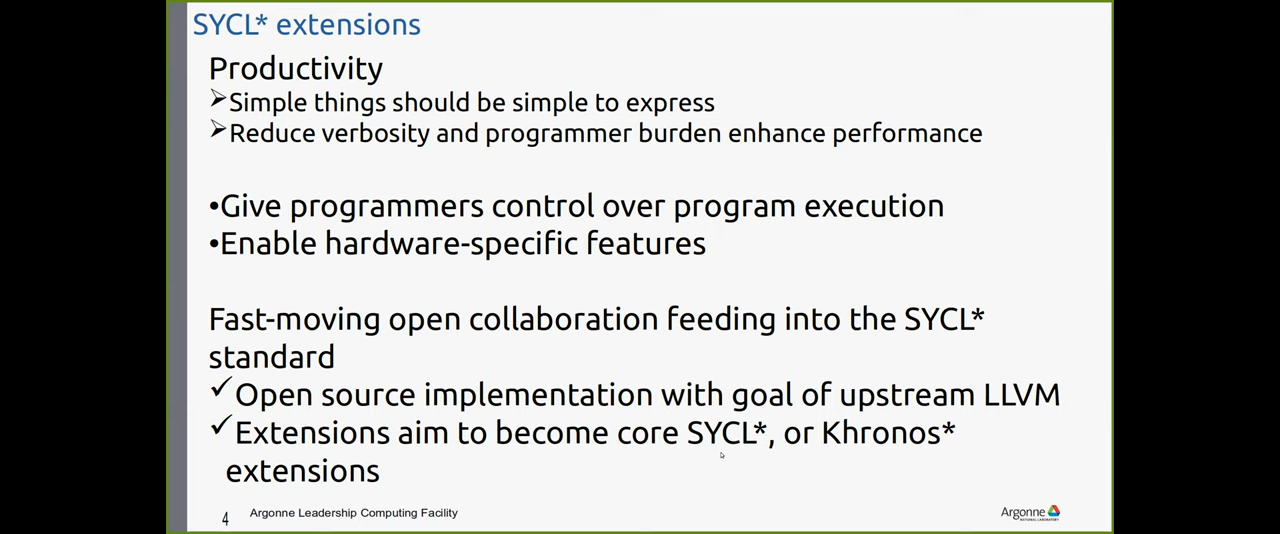 SYCL* extensions
Productivity
➢Simple things should be simple to express
➢Reduce verbosity and programmer burden enhance performance
•Give programmers control over program execution
•Enable hardware-specific features
Fast-moving open collaboration feeding into the SYCL*
standard
✓Open source implementation with goal of upstream LLVM
✓Extensions aim to become core SYCL*, or Khronos*
extensions
4
Argonne Leadership Computing Facility
Argonne
NATIONAL LABORATORY